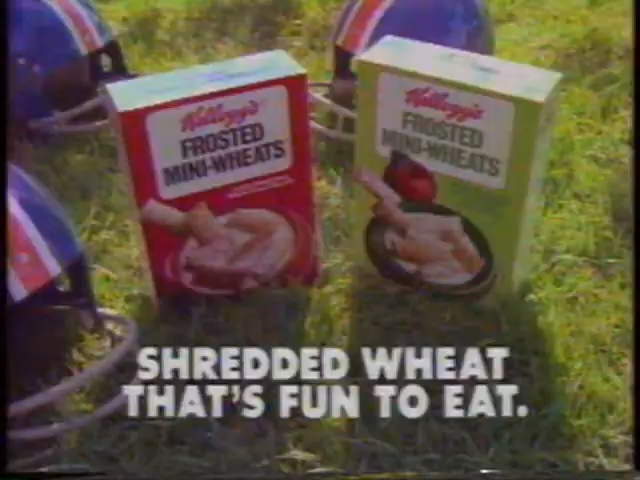 Kellogg's
FROSTED
MINI-WHEATS
Kellogg's
FROSTED
MINI-WHEATS
SHREDDED WHEAT
THAT'S FUN TO EAT.